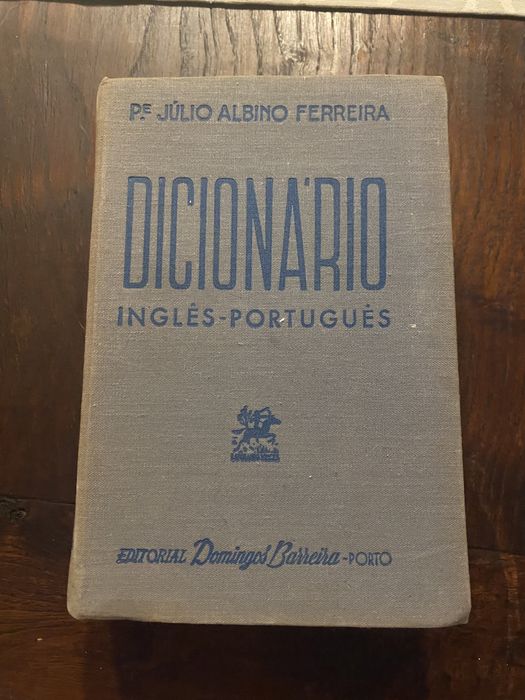 Pᴱ JÚLIO ALBINO FERREIRA
DICIONÁRIO
INGLÊS-PORTUGUÊS
EDITORIAL Domingos Barreira-PORTO